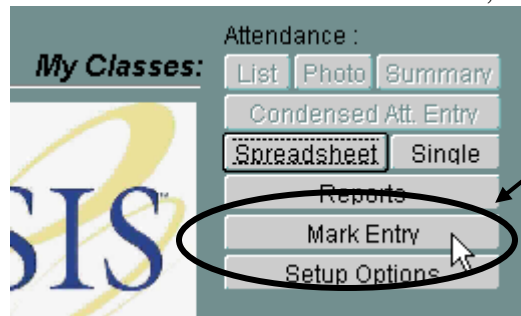 Attendance :
My Classes:
List Photo Summary
Condensed Att. Entry
Spreadsheet Single
Reports
SIS
Mark Entry
Setup Options